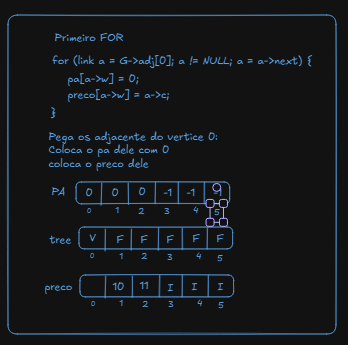 Primeiro FOR
for (link a = G->adj[0]; a != NULL; a = a->next) {
pa[a->w] = 0;
preco[a->w] = a->c;
}
Pega os adjacente do vertice 0:
Coloca o pa dele com 0
coloca o preco dele
PA 0 0 0 -1 -1 -1
0 1 2 3 4 5
tree V F F F F F
0 1 2 3 4 5
preco 10 11 I I I
0 1 2 3 4 5